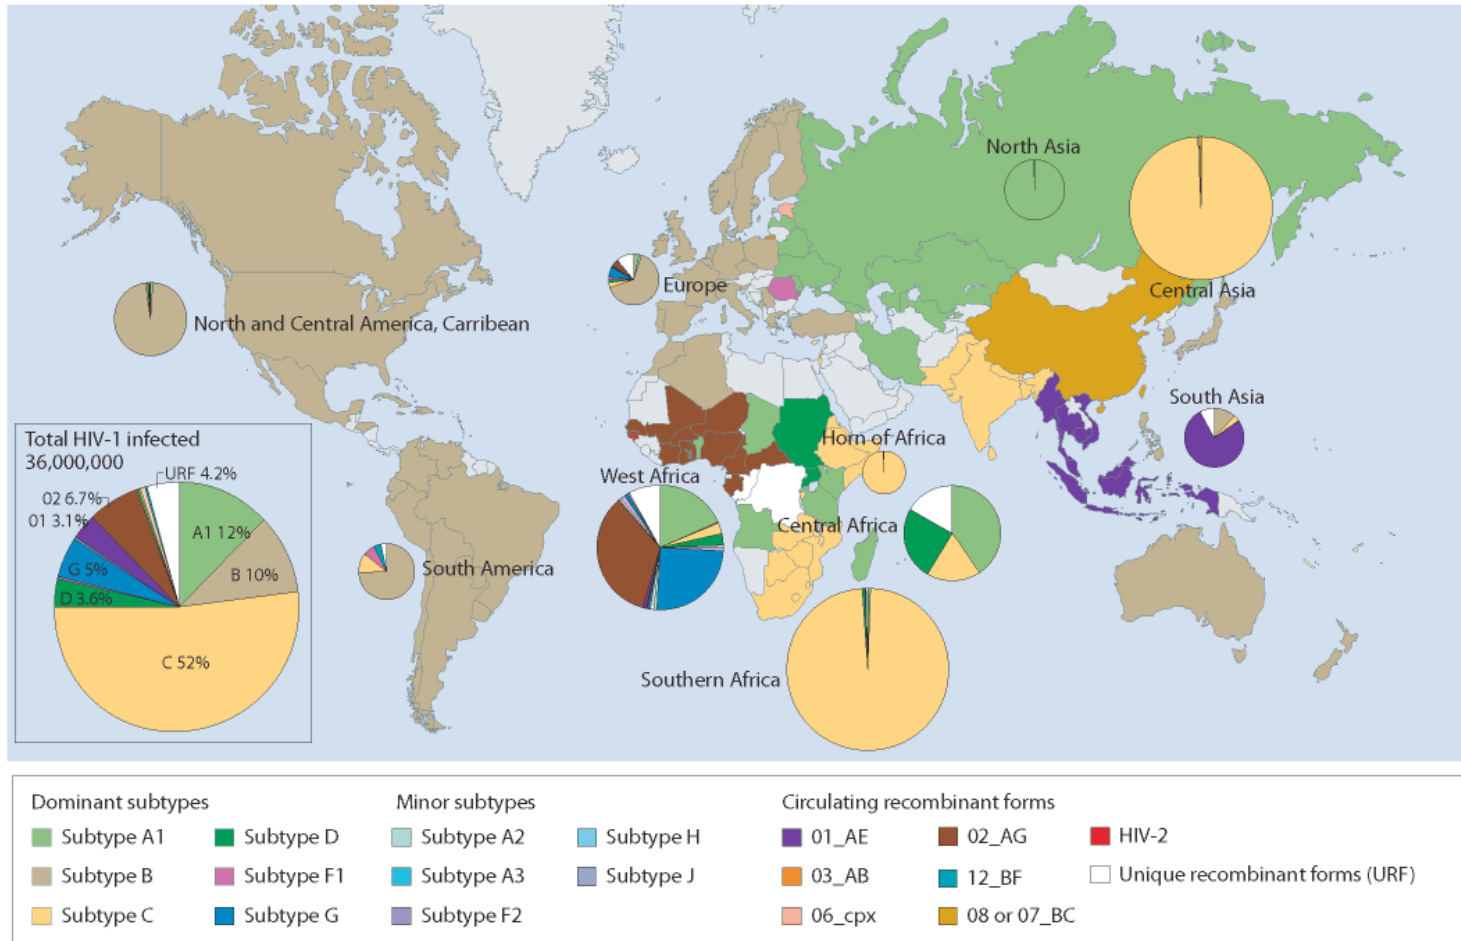 North Asia
Central Asia
Europe
North and Central America, Carribean
South Asia
Horn of Africa
West Africa
Central Africa
South America
Southern Africa
Total HIV-1 infected
36,000,000
URF 4.2%
02 6.7%
01 3.1%
A1 12%
G 5%
B 10%
D 3.6%
C 52%
Dominant subtypes
Subtype A1
Subtype B
Subtype C
Subtype D
Subtype F1
Subtype G
Minor subtypes
Subtype A2
Subtype A3
Subtype F2
Subtype H
Subtype J
Circulating recombinant forms
01_AE
03_AB
06_cpx
02_AG
12_BF
08 or 07_BC
HIV-2
Unique recombinant forms (URF)